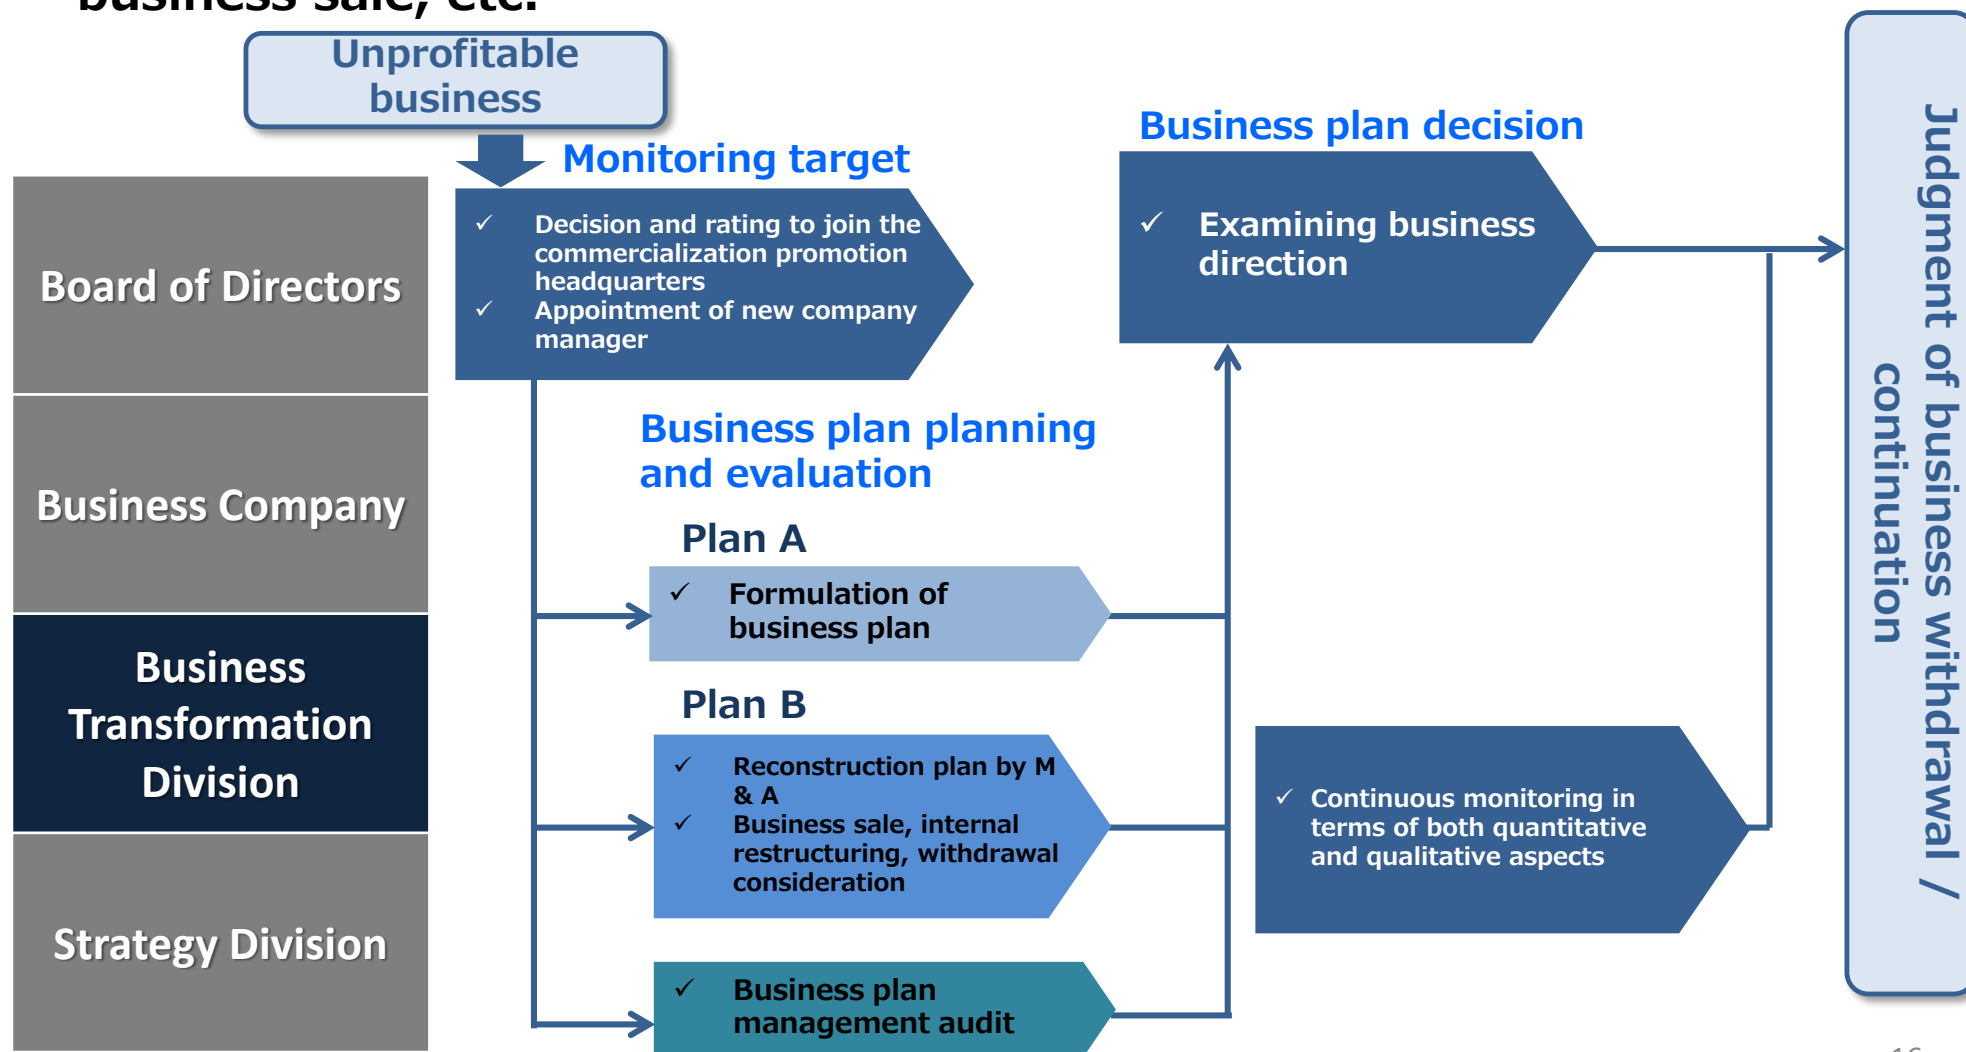 business sale, etc.
Unprofitable
business
Monitoring target
✓ Decision and rating to join the
commercialization promotion
headquarters
✓ Appointment of new company
manager
Business plan decision
✓ Examining business
direction
Board of Directors
Business Company
Business
Transformation
Division
Strategy Division
Business plan planning
and evaluation
Plan A
✓ Formulation of
business plan
Plan B
✓ Reconstruction plan by M
& A
✓ Business sale, internal
restructuring, withdrawal
consideration
✓ Business plan
management audit
✓ Continuous monitoring in
terms of both quantitative
and qualitative aspects
Judgment of business withdrawal /
continuation